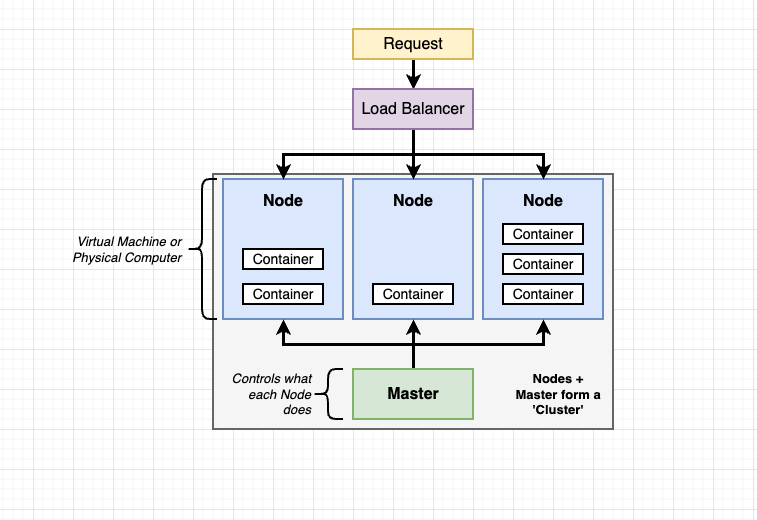 Request
Load Balancer
Node
Node
Node
Container
Container
Container
Container
Container
Container
Virtual Machine or
Physical Computer
Controls what
each Node
does
Master
Nodes +
Master form a
'Cluster'